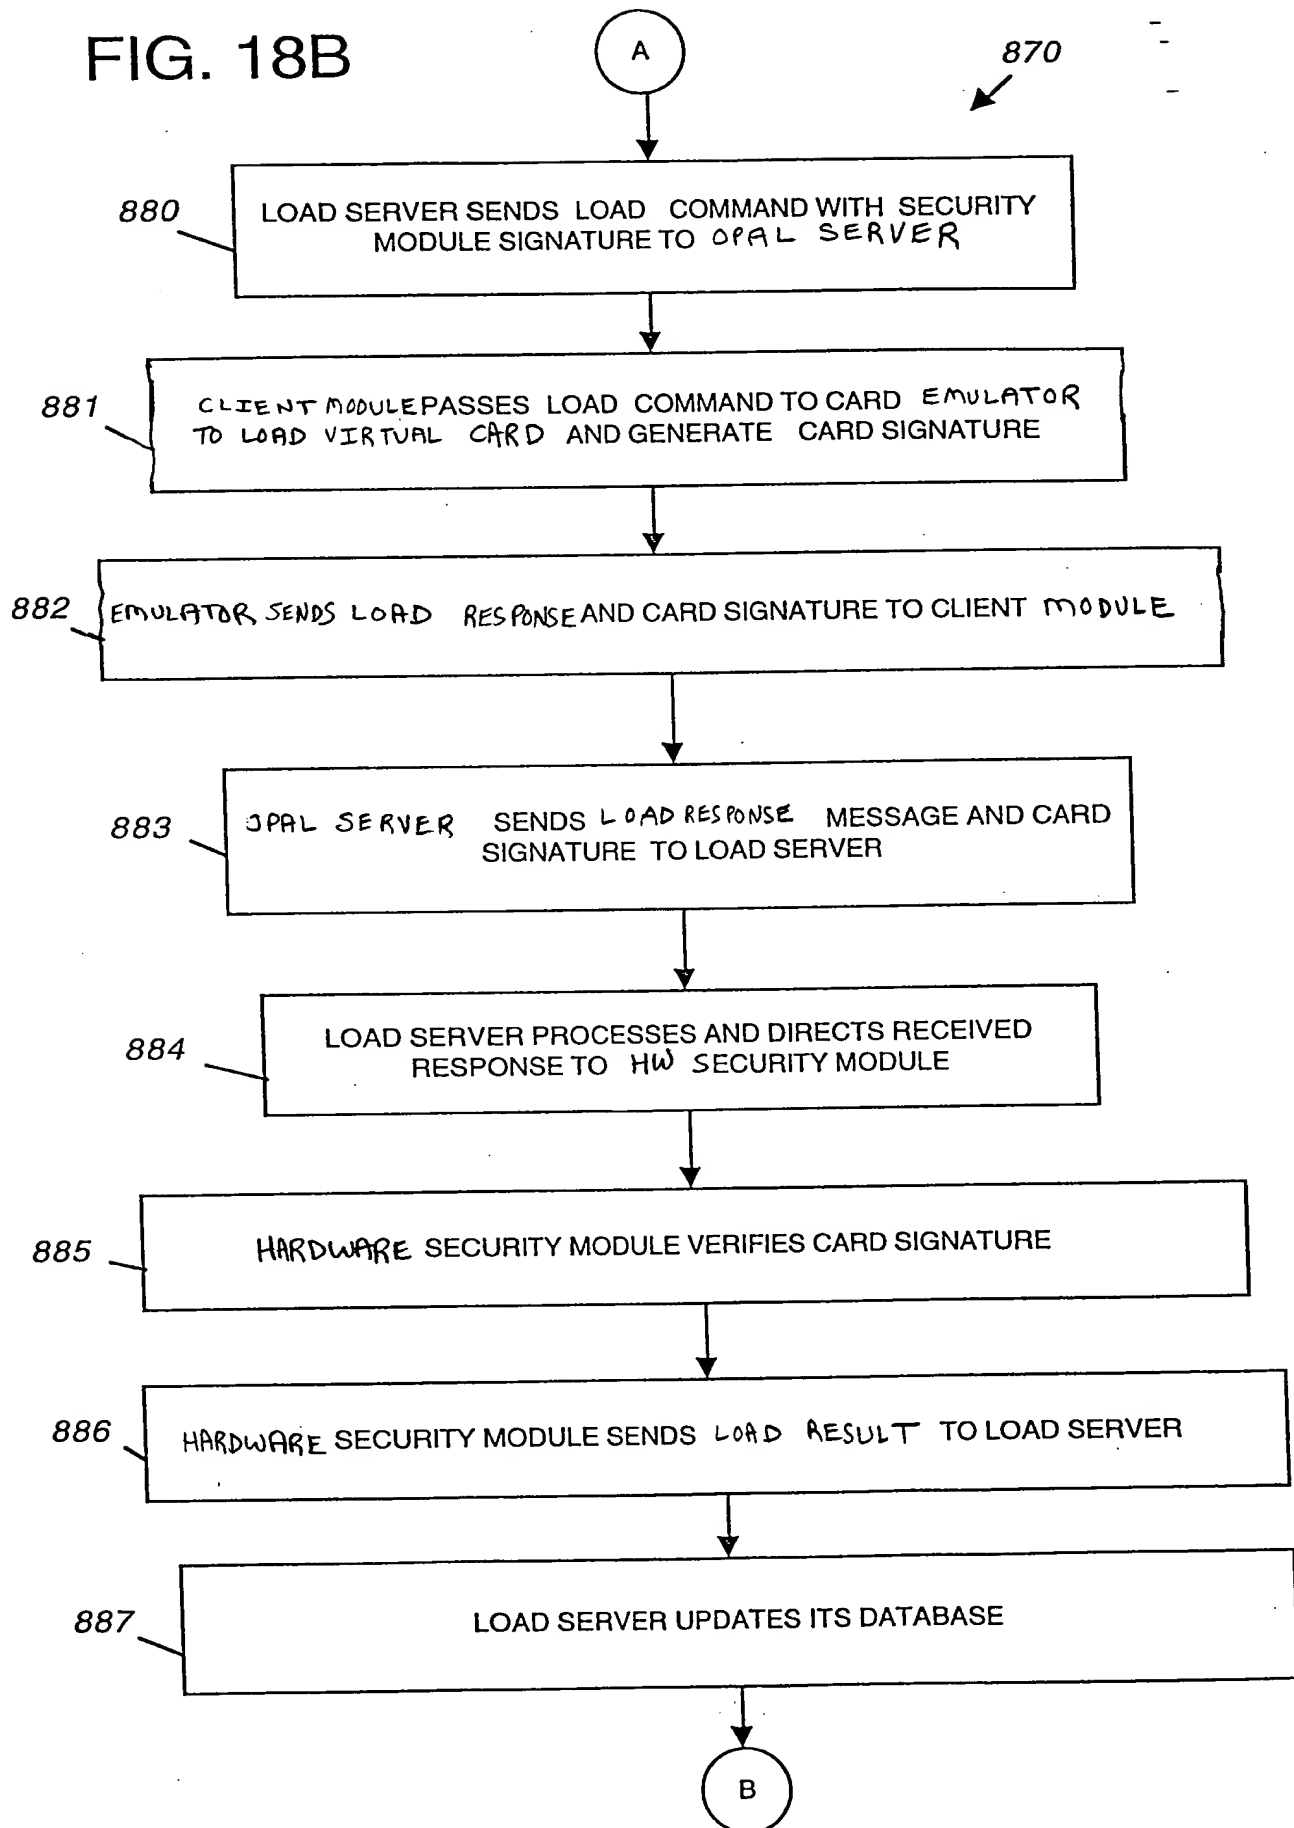 FIG. 18B
A
870
880
LOAD SERVER SENDS LOAD COMMAND WITH SECURITY
MODULE SIGNATURE TO OPAL SERVER
881
CLIENT MODULE PASSES LOAD COMMAND TO CARD EMULATOR
TO LOAD VIRTUAL CARD AND GENERATE CARD SIGNATURE
882
EMULATOR SENDS LOAD RESPONSE AND CARD SIGNATURE TO CLIENT MODULE
883
OPAL SERVER SENDS LOAD RESPONSE MESSAGE AND CARD
SIGNATURE TO LOAD SERVER
884
LOAD SERVER PROCESSES AND DIRECTS RECEIVED
RESPONSE TO HW SECURITY MODULE
885
HARDWARE SECURITY MODULE VERIFIES CARD SIGNATURE
886
HARDWARE SECURITY MODULE SENDS LOAD RESULT TO LOAD SERVER
887
LOAD SERVER UPDATES ITS DATABASE
B